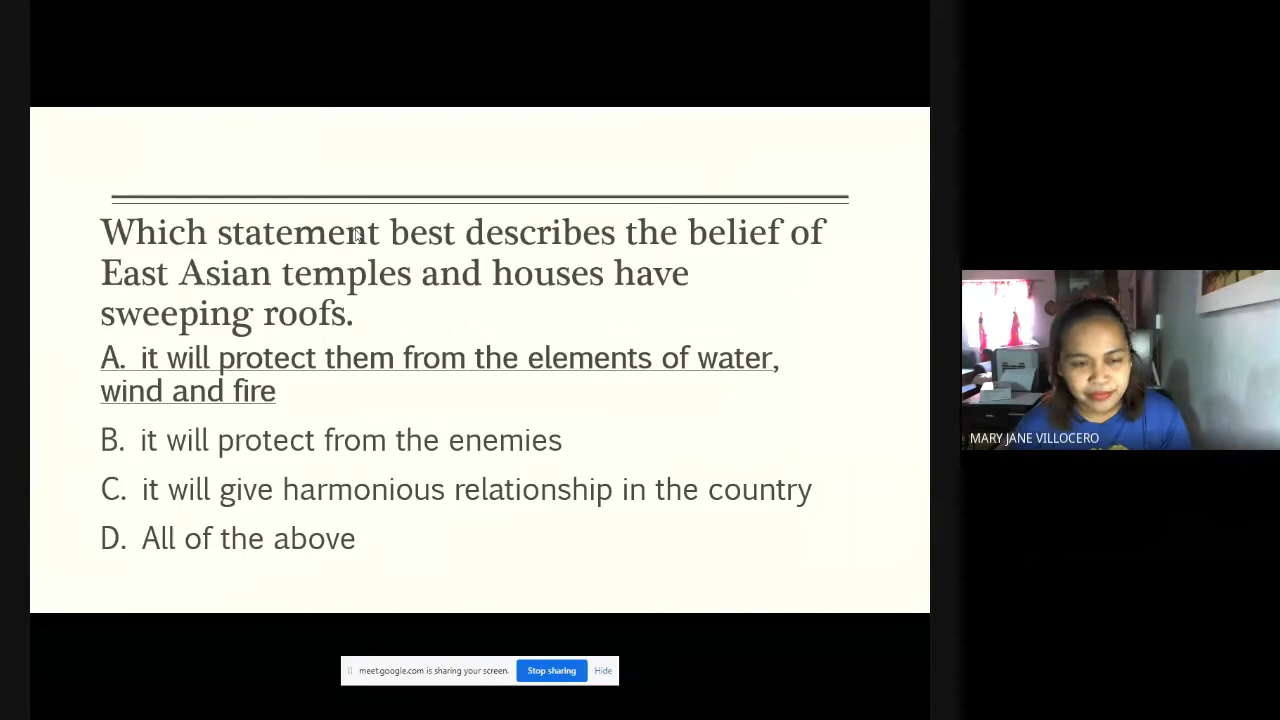 Which statement best describes the belief of
East Asian temples and houses have
sweeping roofs.
A. it will protect them from the elements of water,
wind and fire
B. it will protect from the enemies
C. it will give harmonious relationship in the country
D. All of the above
MARY JANE VILLOCERO
meet.google.com is sharing your screen. Stop sharing Hide